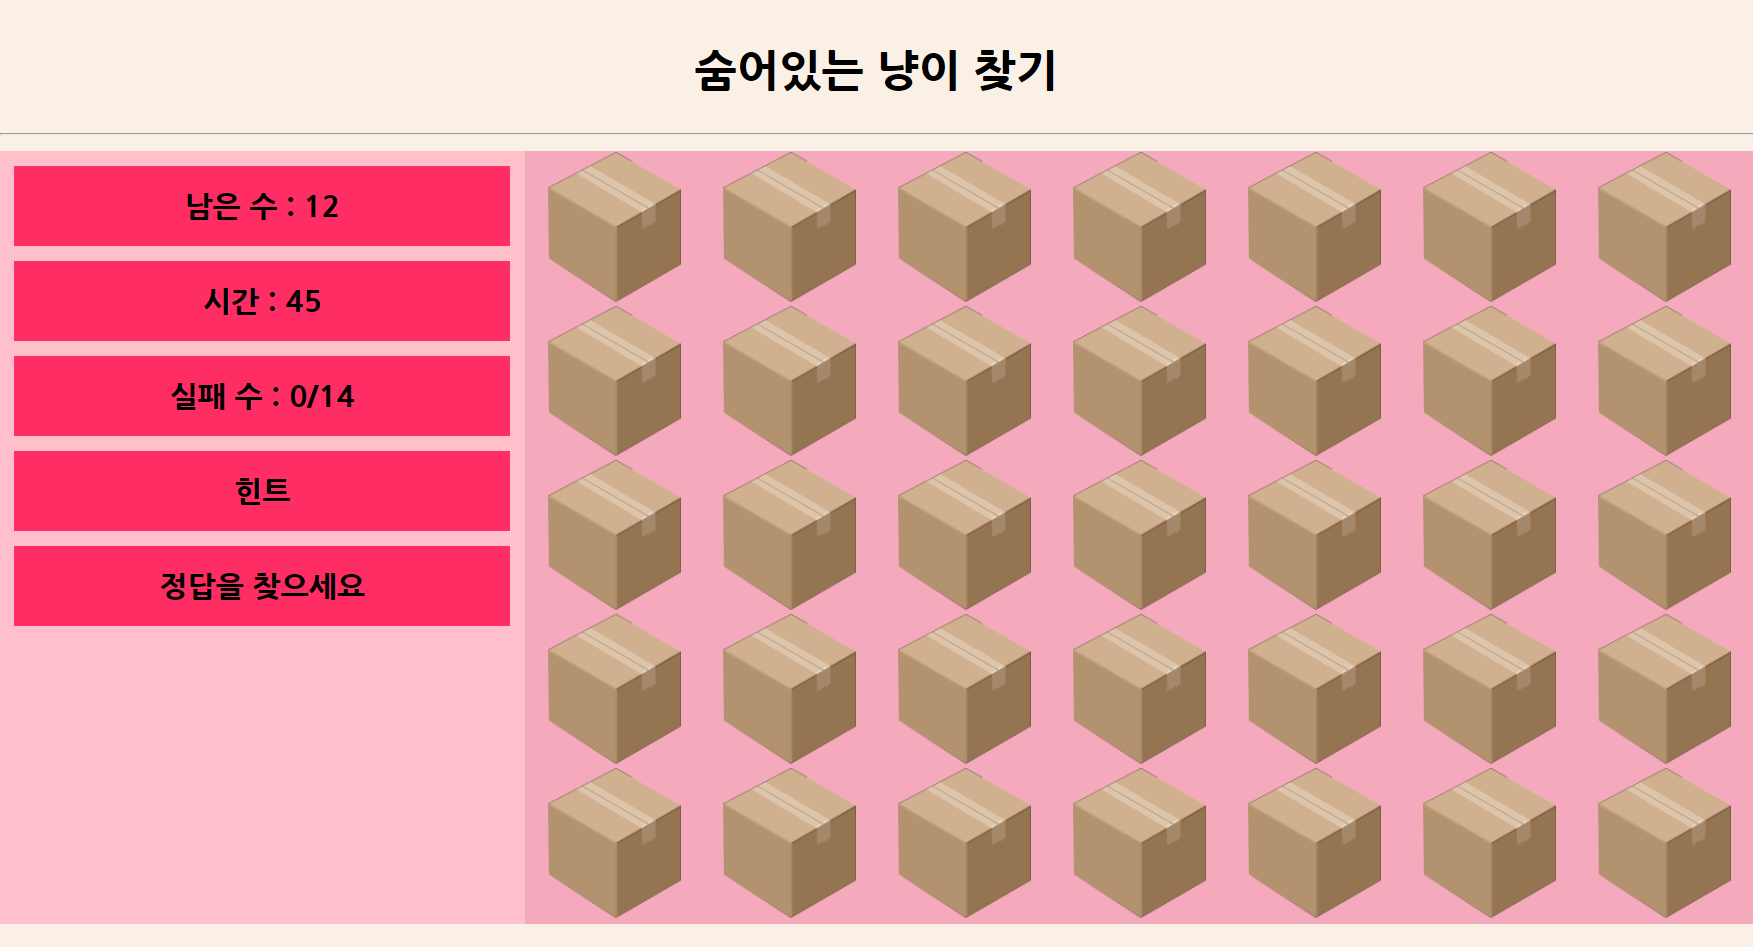 숨어있는 냥이 찾기
남은 수 : 12
시간 : 45
실패 수 : 0/14
힌트
정답을 찾으세요